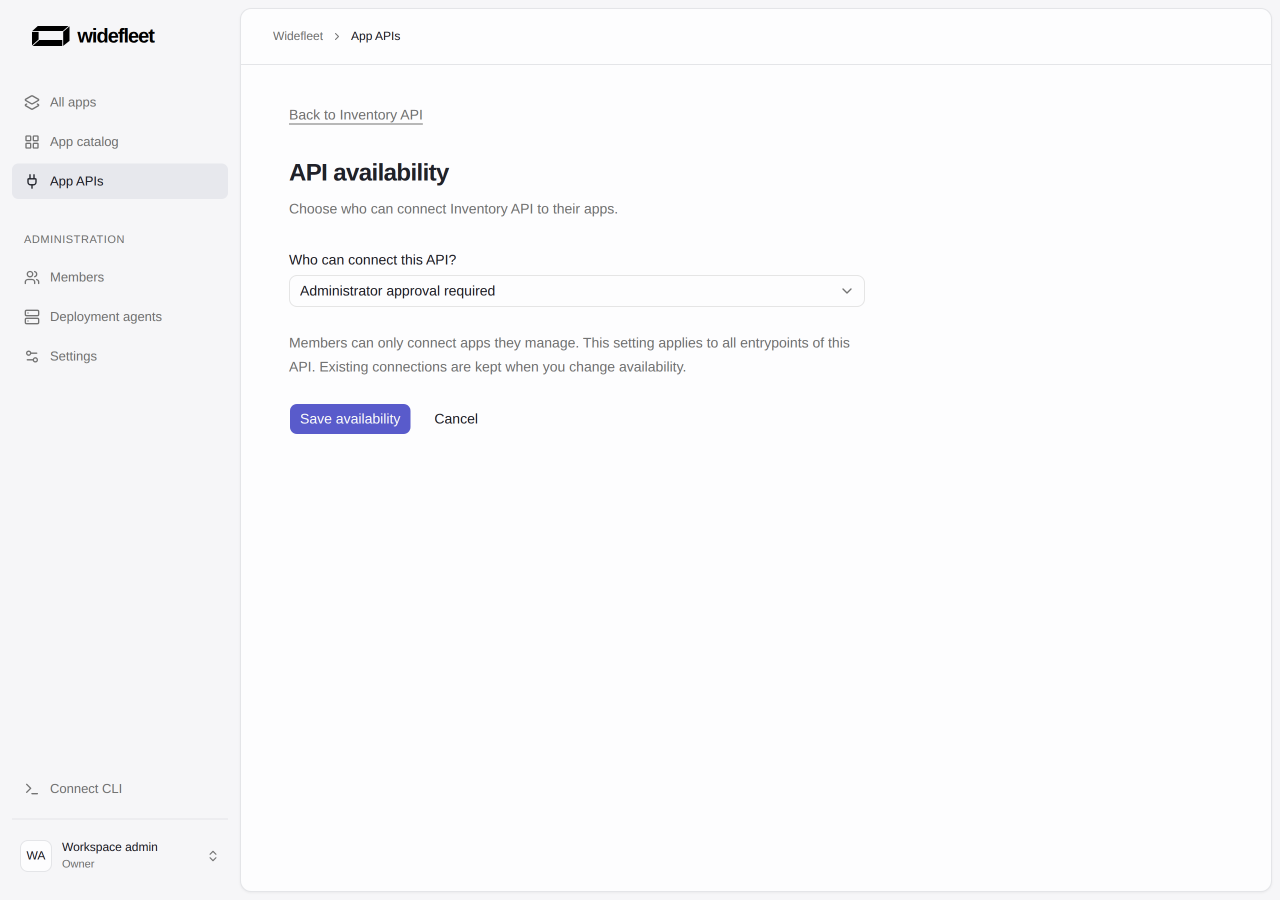 widefleet
All apps
App catalog
App APIs
ADMINISTRATION
Members
Deployment agents
Settings
Connect CLI
WA
Workspace admin
Owner
Widefleet
App APIs
Back to Inventory API
API availability
Choose who can connect Inventory API to their apps.
Who can connect this API?
Administrator approval required
Members can only connect apps they manage. This setting applies to all entrypoints of this
API. Existing connections are kept when you change availability.
Save availability
Cancel